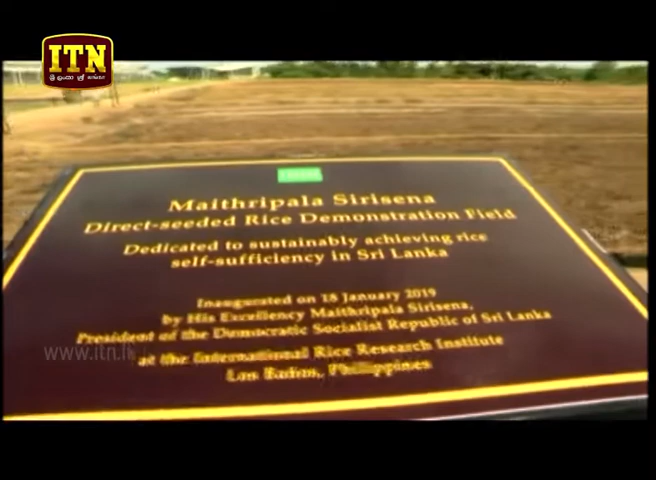 ITN
ශ්‍රී ලංකා ශ්‍රී கங்கா
Maithripala Sirisena
Direct-seeded Rice Demonstration Field
Dedicated to sustainably achieving rice
self-sufficiency in Sri Lanka
Inaugurated on 18 January 2019
by His Excellency Maithripala Sirisena,
President of the Democratic Socialist Republic of Sri Lanka
at the International Rice Research Institute
Los Baños, Philippines
www.itn.l